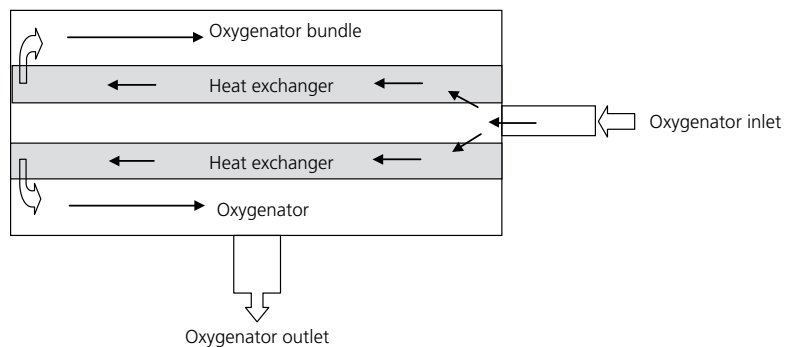 Oxygenator bundle
Heat exchanger
Oxygenator inlet
Heat exchanger
Oxygenator
Oxygenator outlet